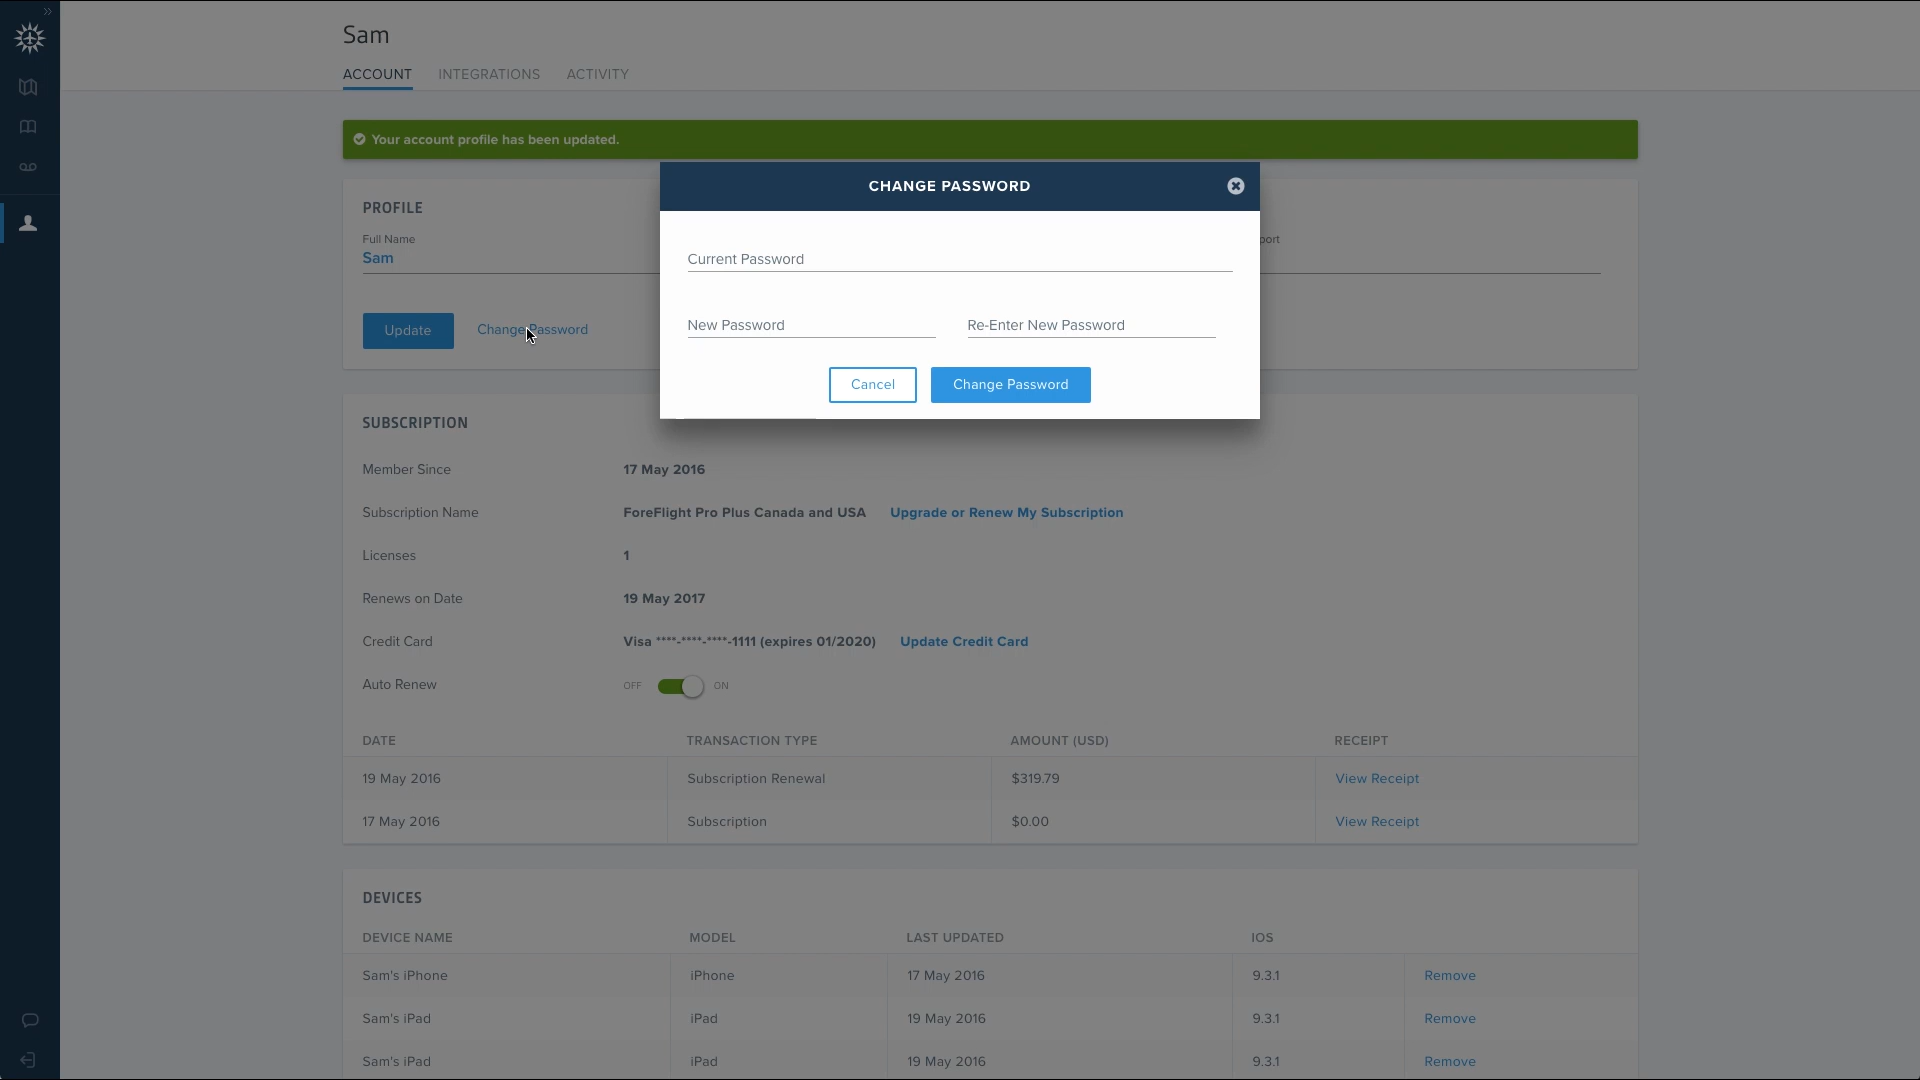 Sam
ACCOUNT INTEGRATIONS ACTIVITY
Your account profile has been updated.
CHANGE PASSWORD
PROFILE
Full Name
port
Sam
Current Password
New Password Re-Enter New Password
Update Change Password
Cancel Change Password
SUBSCRIPTION
Member Since 17 May 2016
Subscription Name ForeFlight Pro Plus Canada and USA Upgrade or Renew My Subscription
Licenses 1
Renews on Date 19 May 2017
Credit Card Visa ****-****-****-1111 (expires 01/2020) Update Credit Card
Auto Renew OFF ON
DATE TRANSACTION TYPE AMOUNT (USD) RECEIPT
19 May 2016 Subscription Renewal $319.79 View Receipt
17 May 2016 Subscription $0.00 View Receipt
DEVICES
DEVICE NAME MODEL LAST UPDATED IOS
Sam's iPhone iPhone 17 May 2016 9.3.1 Remove
Sam's iPad iPad 19 May 2016 9.3.1 Remove
Sam's iPad iPad 19 May 2016 9.3.1 Remove